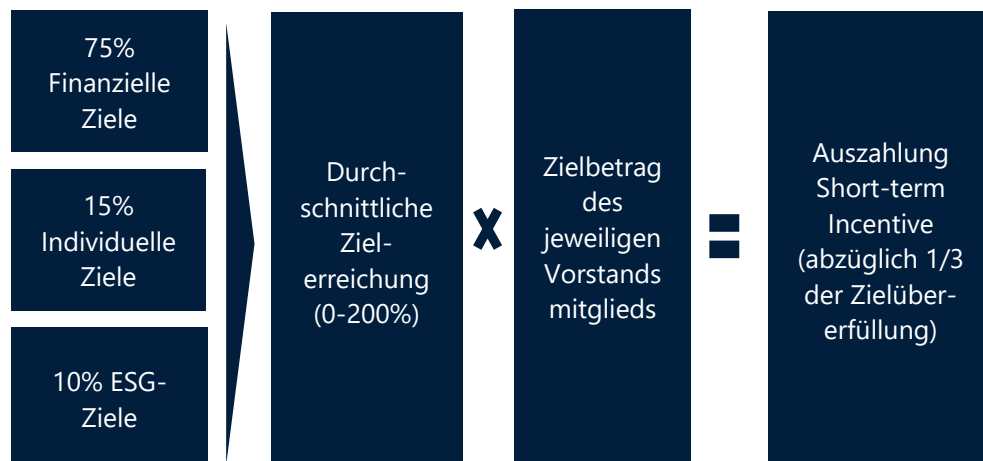 75%
Finanzielle
Ziele
15%
Individuelle
Ziele
10% ESG-
Ziele
Durch-
schnittliche
Ziel-
erreichung
(0-200%)
x
Zielbetrag
des
jeweiligen
Vorstands
mitglieds
=
Auszahlung
Short-term
Incentive
(abzüglich 1/3
der Zielüber-
erfüllung)